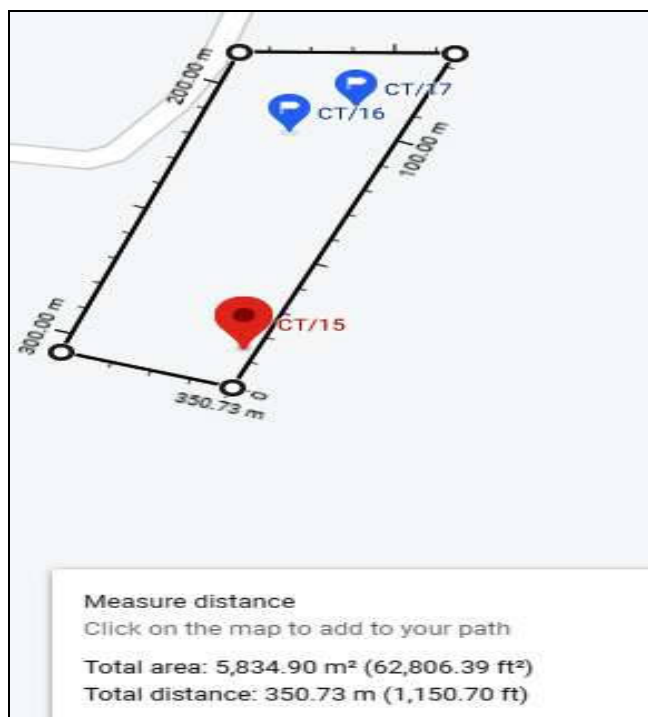 200.00 m
CT/17
CT/16
100.00 m
300.00 m
CT/15
0
350.73 m
Measure distance
Click on the map to add to your path
Total area: 5,834.90 m² (62,806.39 ft²)
Total distance: 350.73 m (1,150.70 ft)